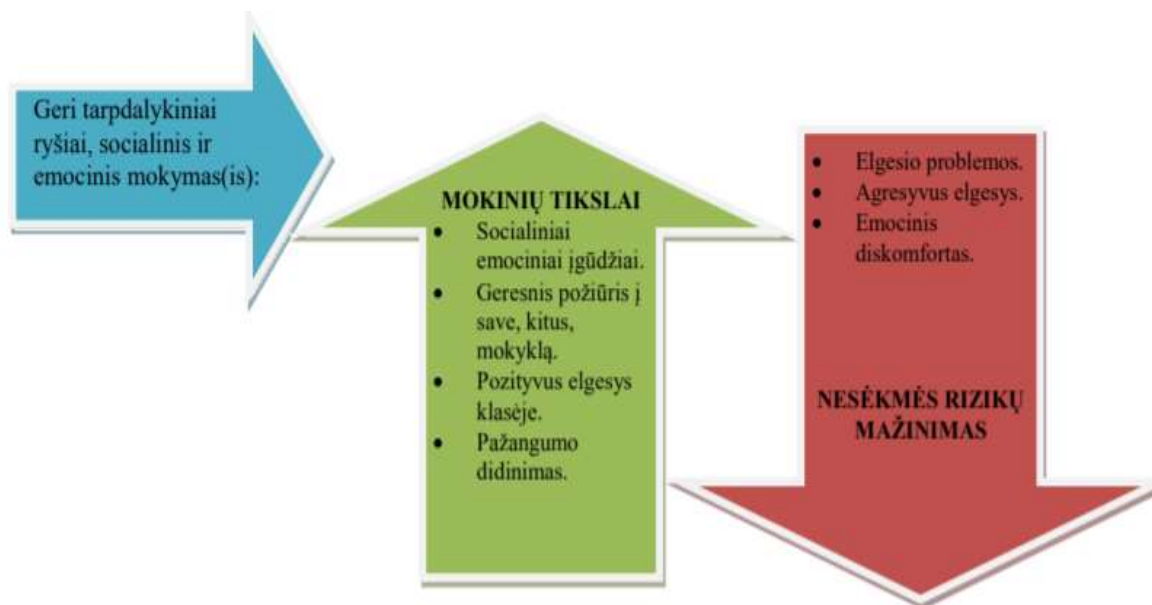 Geri tarpdalykiniai
ryšiai, socialinis ir
emocinis mokymas(is):
MOKINIŲ TIKSLAI
• Socialiniai
emociniai įgūdžiai.
• Geresnis požiūris į
save, kitus,
mokyklą.
• Pozityvus elgesys
klasėje.
• Pažangumo
didinimas.
• Elgesio problemos.
• Agresyvus elgesys.
• Emocinis
diskomfortas.
NESĖKMĖS RIZIKŲ
MAŽINIMAS